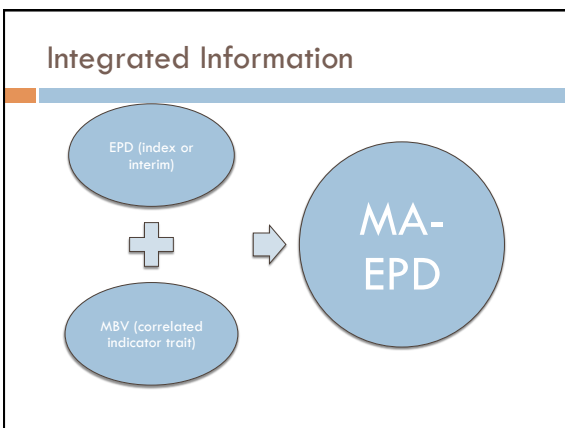 Integrated Information
EPD (index or
interim)
MBV (correlated
indicator trait)
MA-
EPD